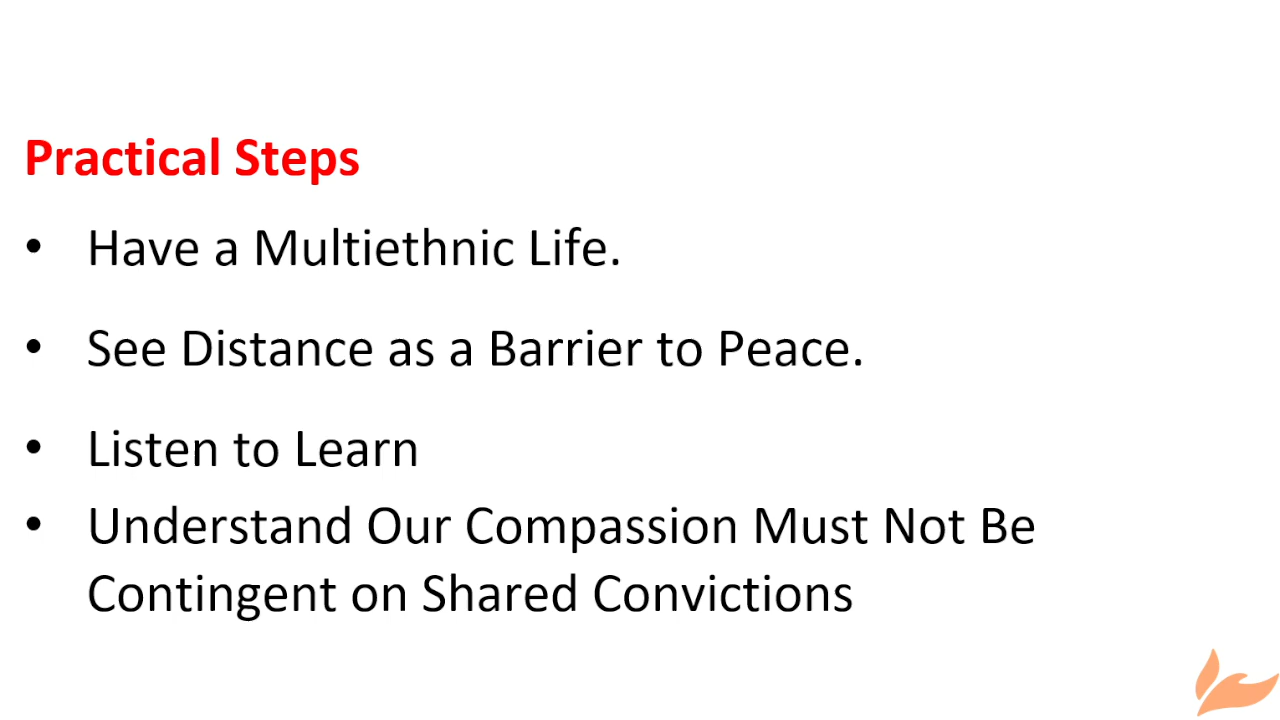 Practical Steps
• Have a Multiethnic Life.
• See Distance as a Barrier to Peace.
• Listen to Learn
• Understand Our Compassion Must Not Be
Contingent on Shared Convictions